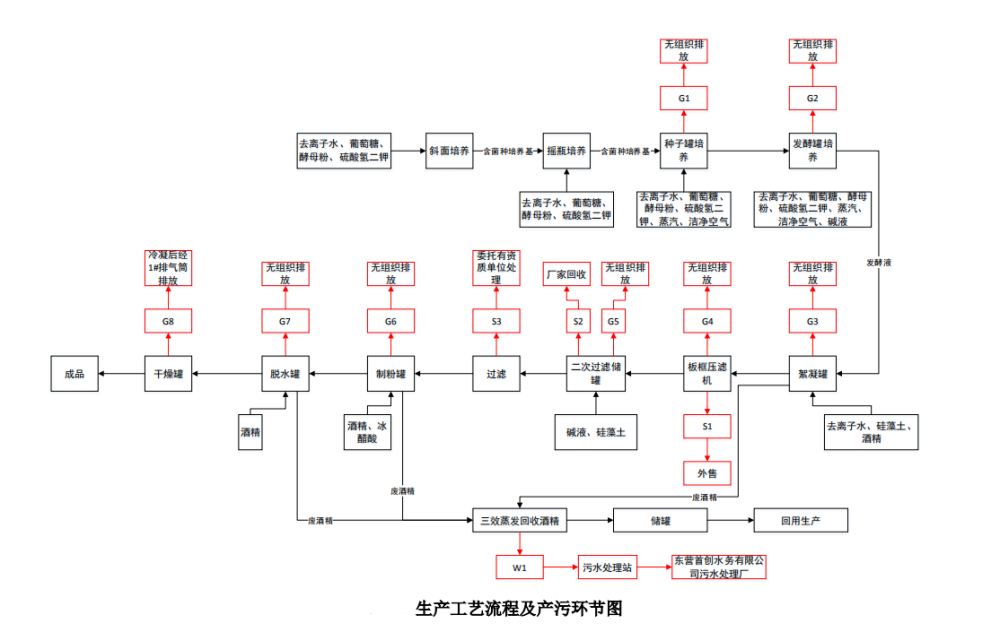 无组织排
放
无组织排
放
G1
G2
去离子水、葡萄糖、
酵母粉、硫酸氢二钾
斜面培养
含菌种培养基
摇瓶培养
含菌种培养基
种子罐培
养
发酵罐培
养
去离子水、葡萄糖、
酵母粉、硫酸氢二钾
去离子水、葡萄糖、
酵母粉、硫酸氢二
钾、蒸汽、洁净空气
去离子水、葡萄糖、酵母
粉、硫酸氢二钾、蒸汽、
洁净空气、碱液
发酵液
冷凝后经
1#排气筒
排放
无组织排
放
无组织排
放
委托有资
质单位处
理
厂家回收
无组织排
放
无组织排
放
无组织排
放
G8
G7
G6
S3
S2
G5
G4
G3
成品
干燥罐
脱水罐
制粉罐
过滤
二次过滤储
罐
板框压滤
机
絮凝罐
酒精
酒精、冰
醋酸
碱液、硅藻土
S1
去离子水、硅藻土、
酒精
外售
废酒精
废酒精
废酒精
三效蒸发回收酒精
储罐
回用生产
W1
污水处理站
东营首创水务有限公
司污水处理厂
生产工艺流程及产污环节图